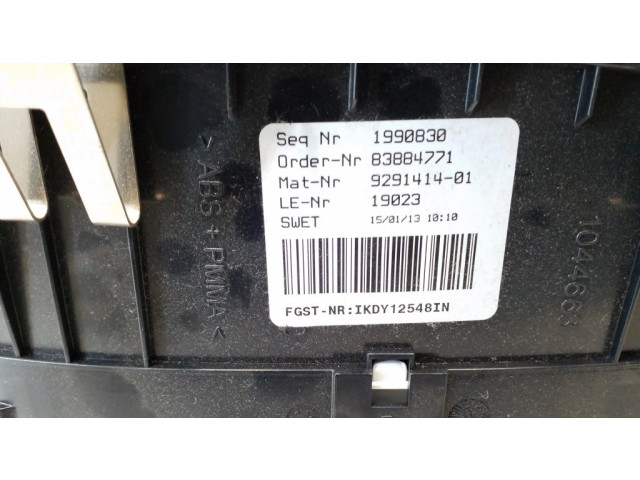 Seq Nr 1990830
Order-Nr 83884771
Mat-Nr 9291414-01
LE-Nr 19023
SWET 15/01/13 10:10
FGST-NR:IKDY12548IN
> ABS + PMMA <
1044663